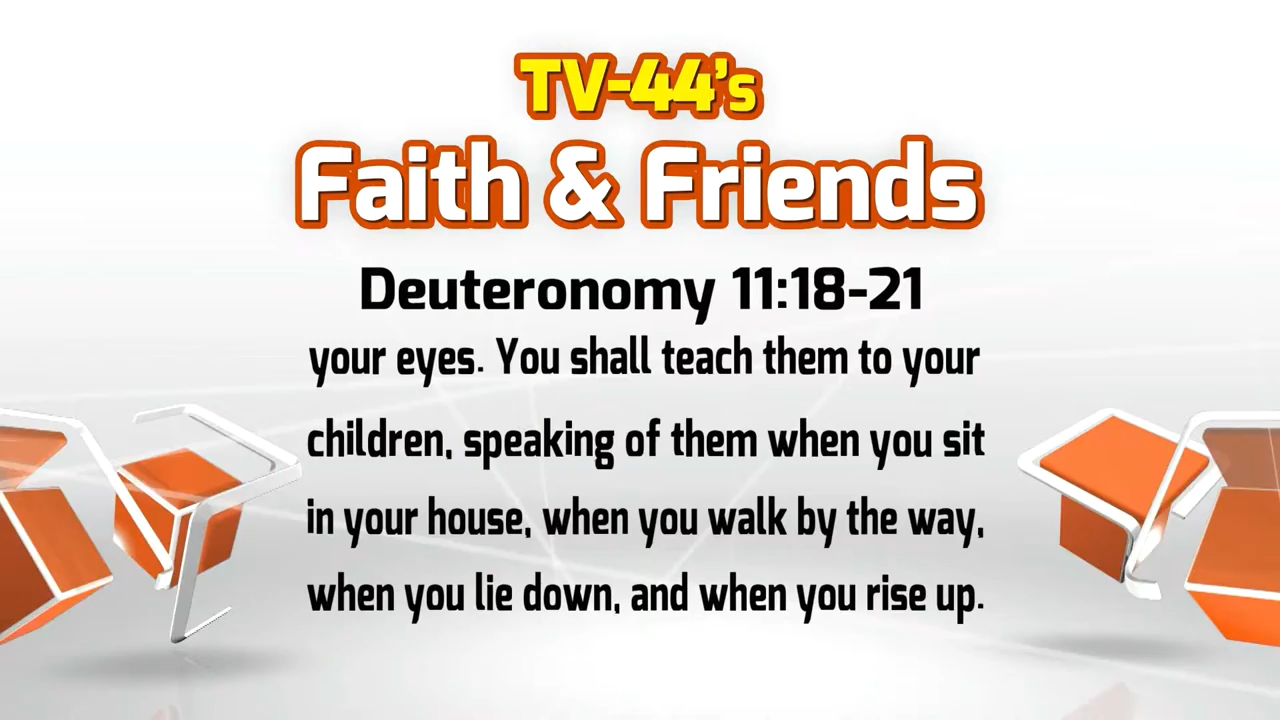 TV-44's
Faith & Friends
Deuteronomy 11:18-21
your eyes. You shall teach them to your
children, speaking of them when you sit
in your house, when you walk by the way,
when you lie down, and when you rise up.